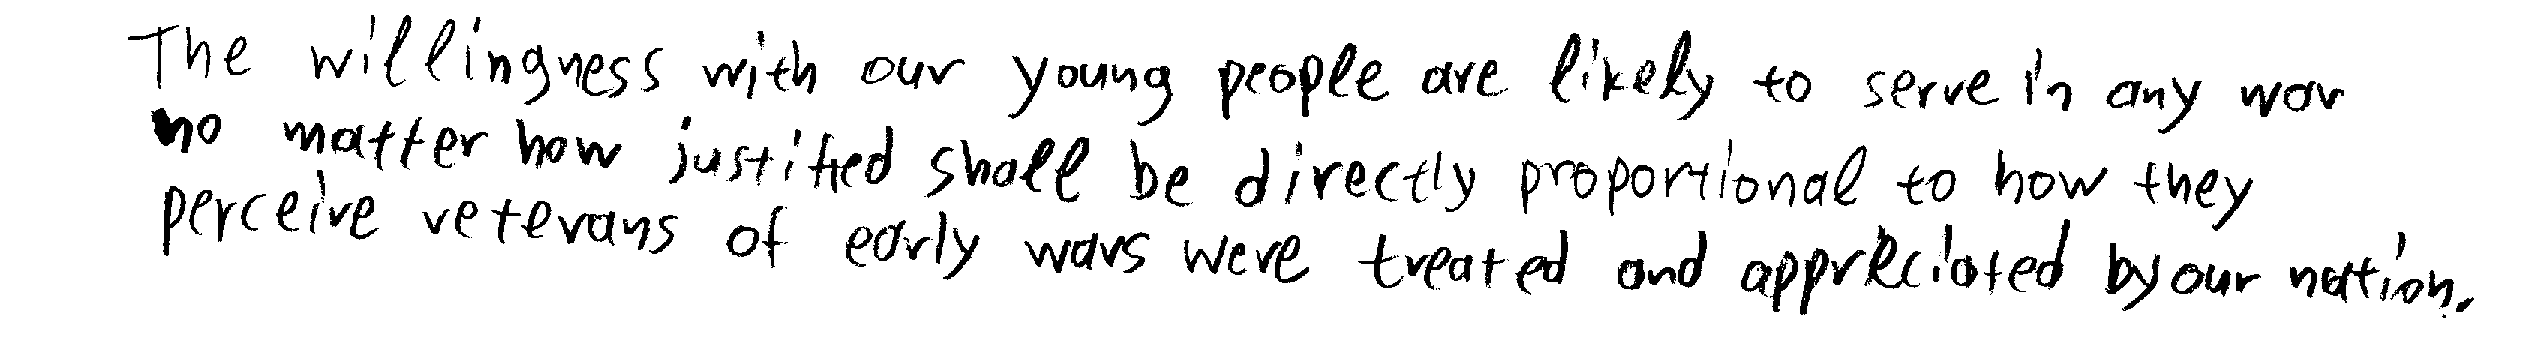 The willingness with our young people are likely to serve in any war
no matter how justified shall be directly proportional to how they
perceive veterans of early wars were treated and appreciated by our nation.